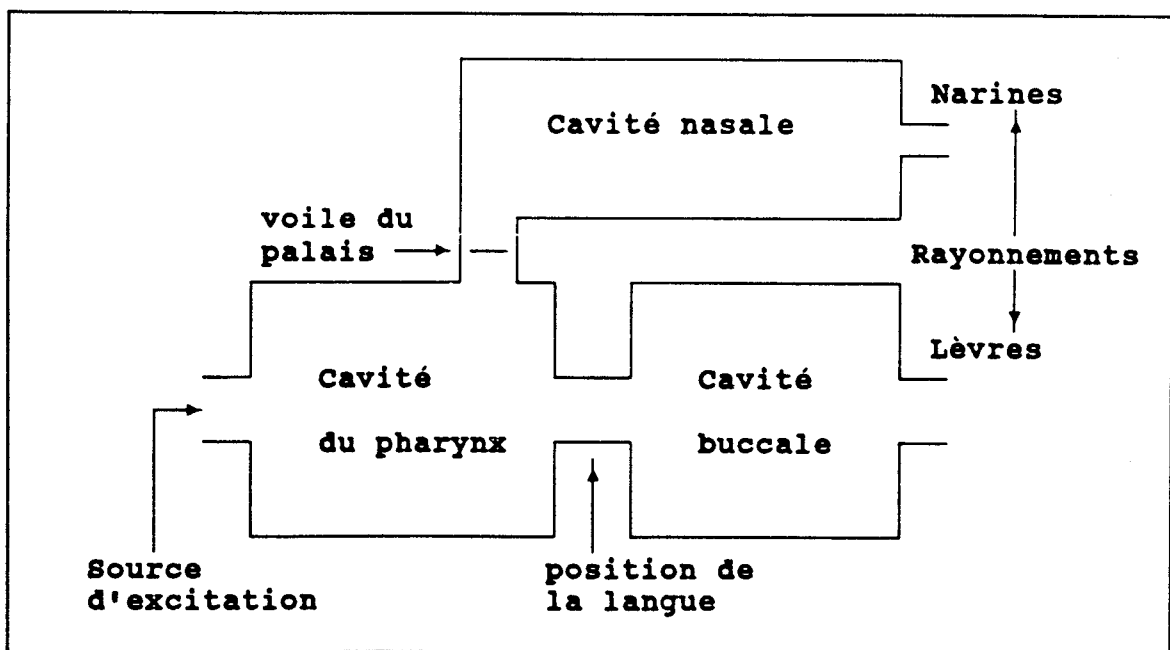 Narines
Cavité nasale
voile du
palais
Rayonnements
Lèvres
Cavité
du pharynx
Cavité
buccale
Source
d'excitation
position de
la langue